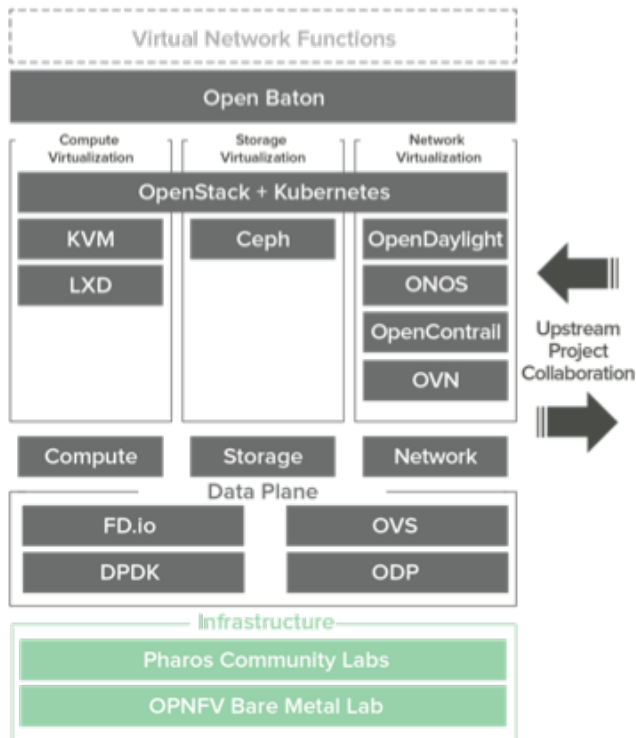 Virtual Network Functions
Open Baton
Compute
Virtualization
Storage
Virtualization
Network
Virtualization
OpenStack + Kubernetes
KVM
Ceph
OpenDaylight
LXD
ONOS
OpenContrail
OVN
Upstream
Project
Collaboration
Compute
Storage
Network
Data Plane
FD.io
OVS
DPDK
ODP
Infrastructure
Pharos Community Labs
OPNFV Bare Metal Lab